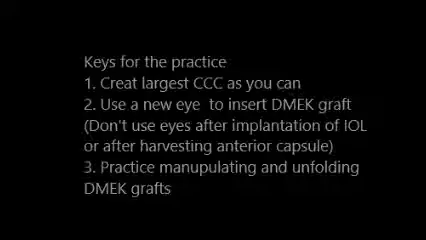 Keys for the practice
1. Creat largest CCC as you can
2. Use a new eye  to insert DMEK graft
(Don't use eyes after implantation of IOL
or after harvesting anterior capsule)
3. Practice manupulating and unfolding
DMEK grafts